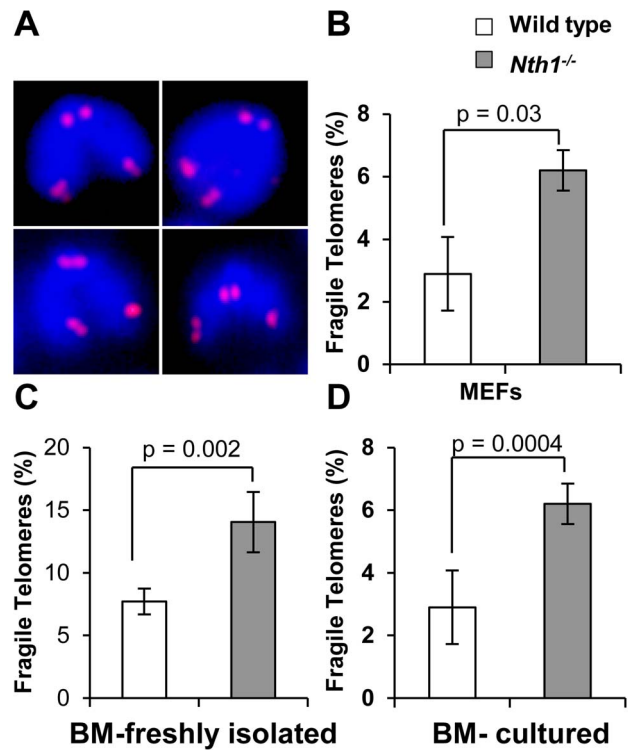 A
B
Wild type
Nth1-/-
8
6
4
2
0
Fragile Telomeres (%)
p = 0.03
MEFs
C
20
15
10
5
0
Fragile Telomeres (%)
p = 0.002
BM-freshly isolated
D
8
6
4
2
0
Fragile Telomeres (%)
p = 0.0004
BM- cultured